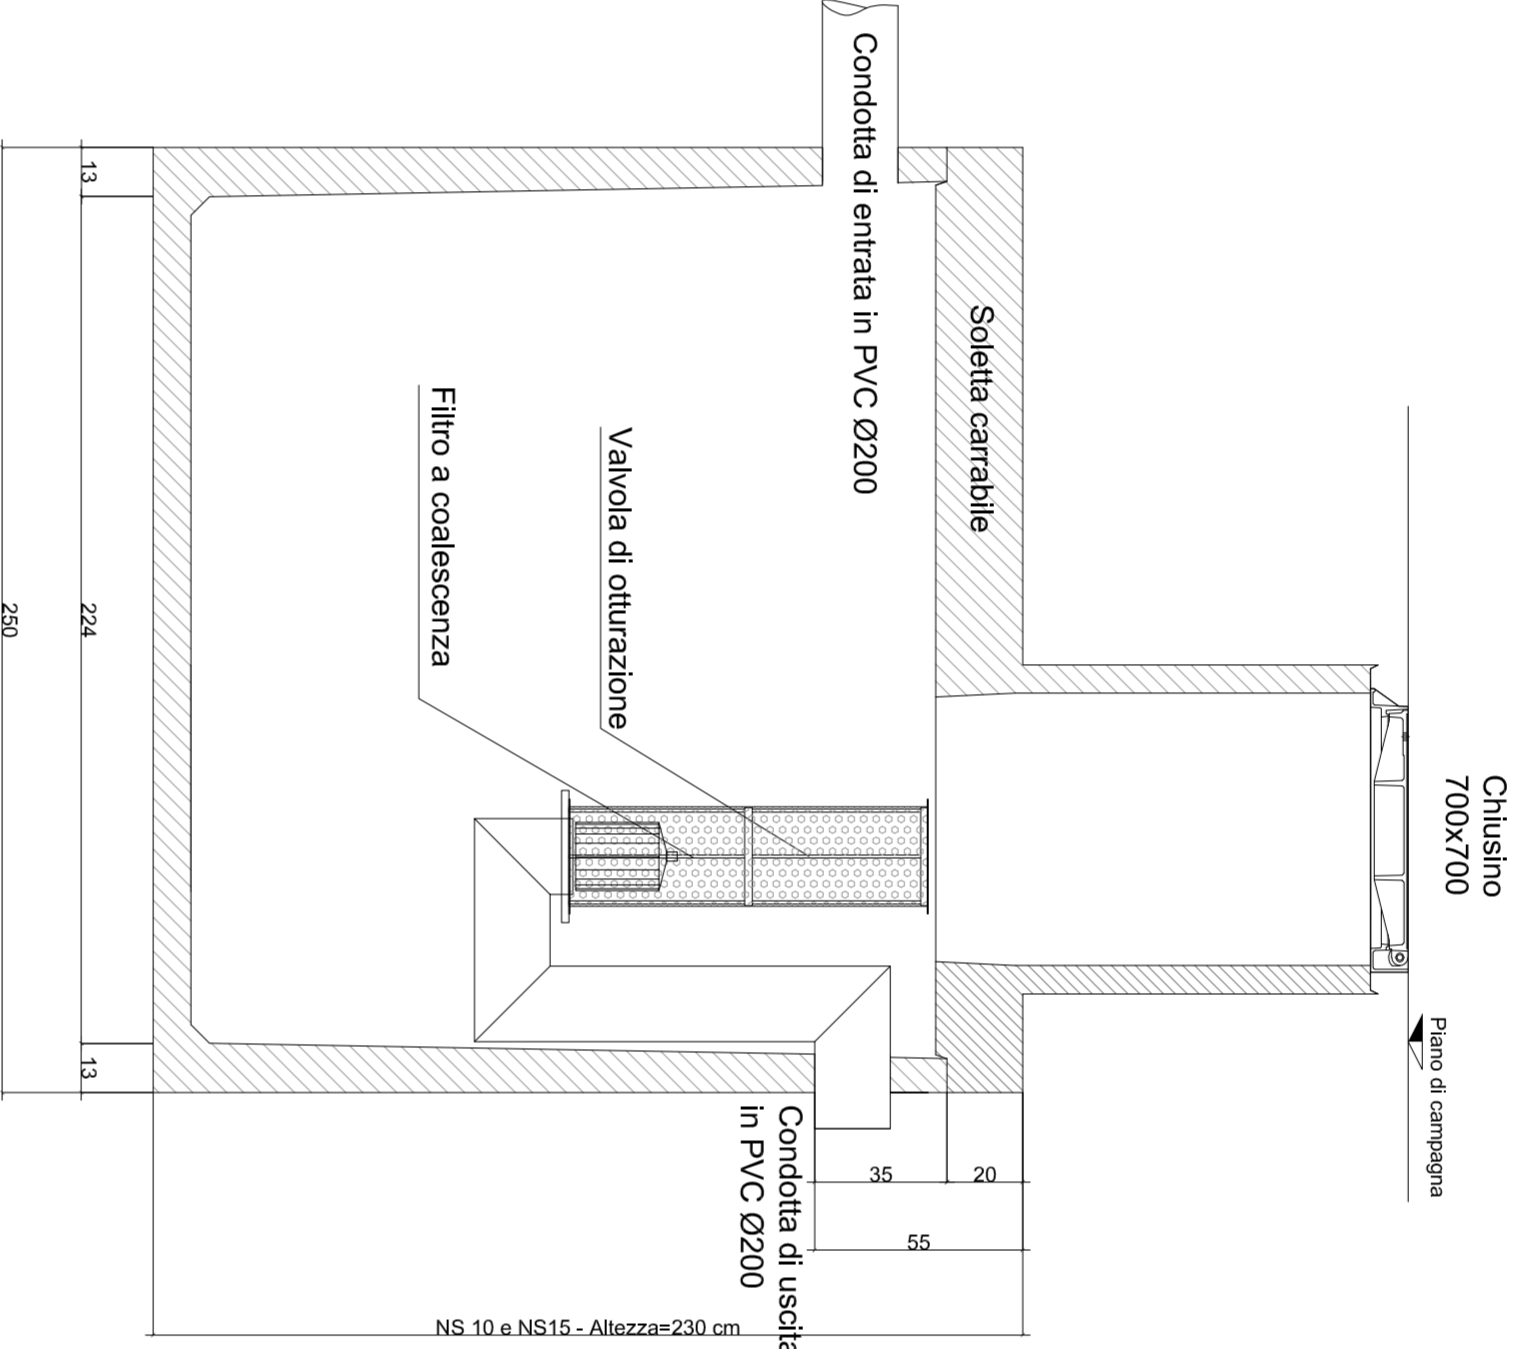 Chiusino
700x700
Piano di campagna
Soletta carrabile
Condotta di entrata in PVC Ø200
Valvola di otturazione
Filtro a coalescenza
Condotta di uscita
in PVC Ø200
13
224
13
250
35
20
55
NS 10 e NS15 - Altezza=230 cm